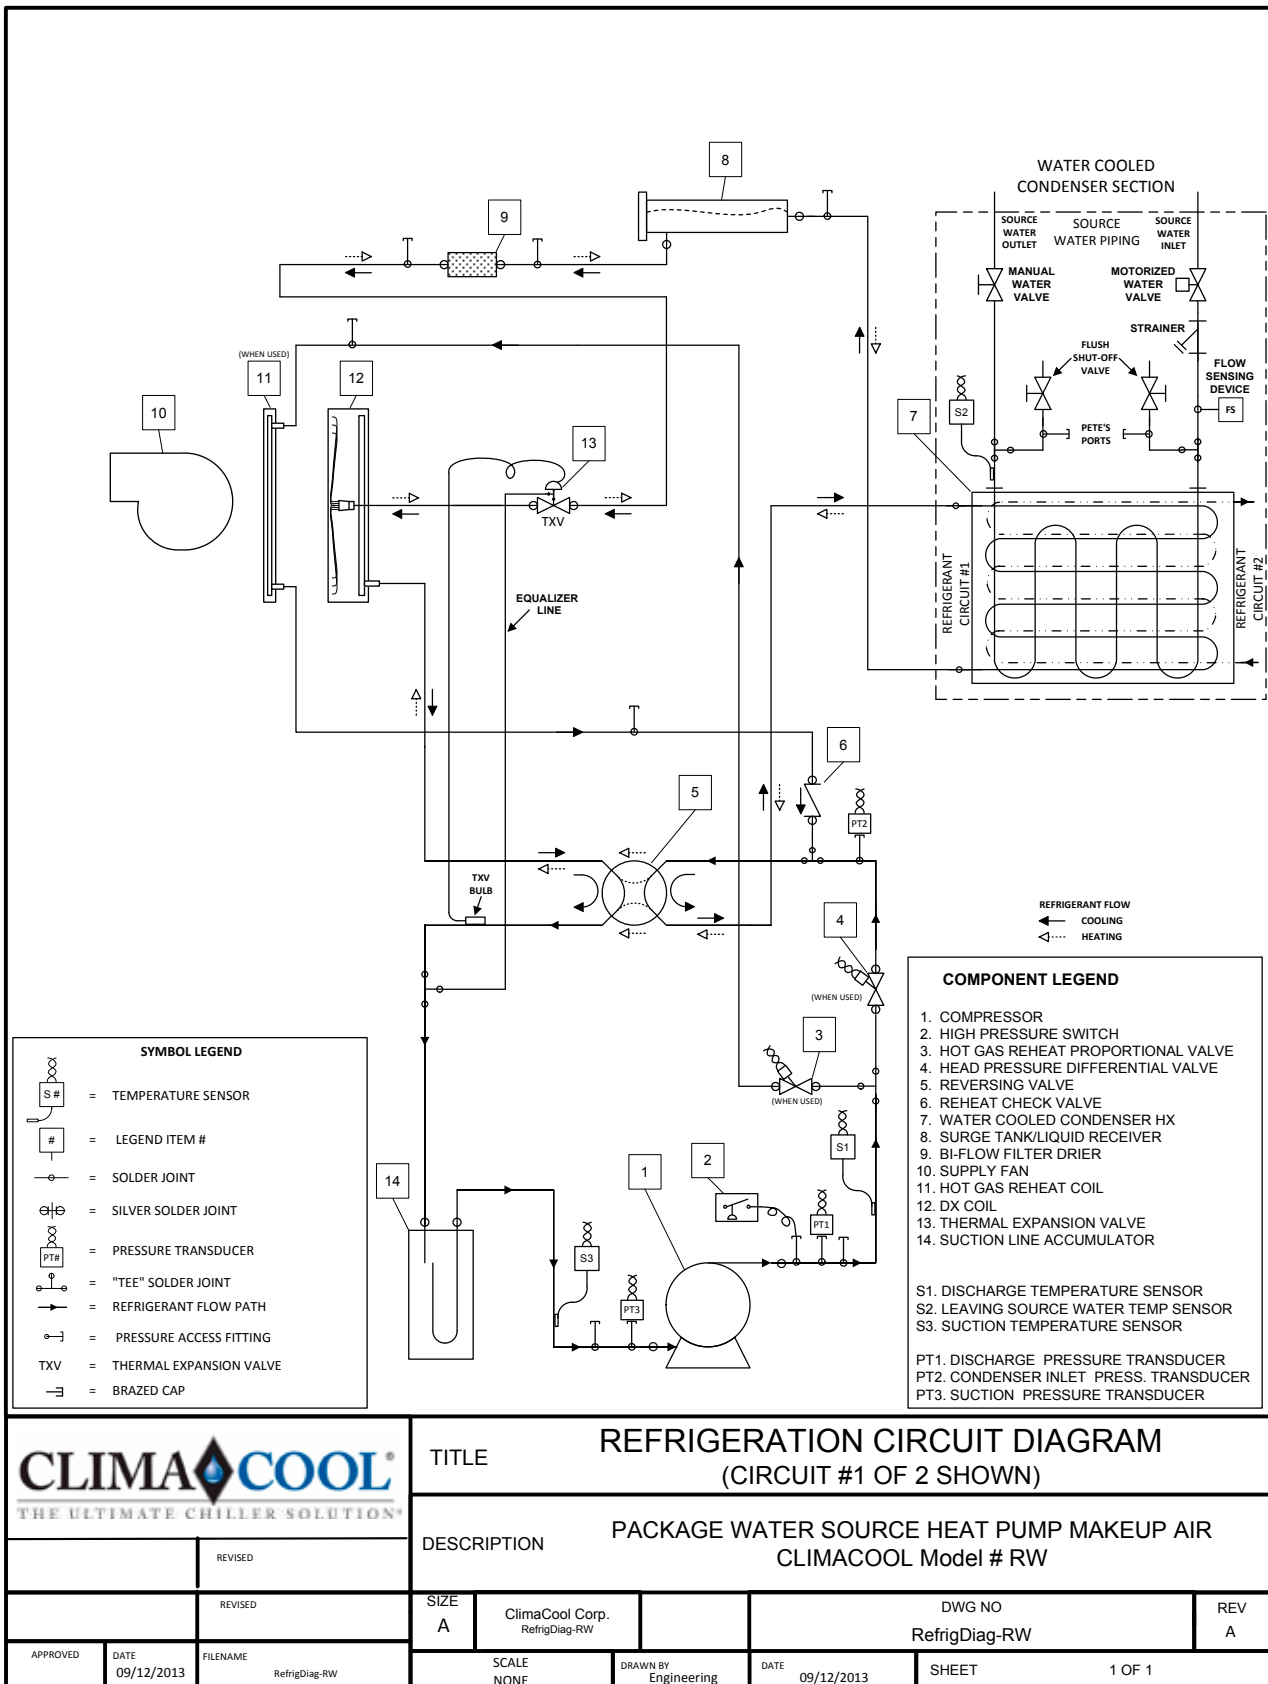 8
WATER COOLED
CONDENSER SECTION
9
SOURCE
WATER
OUTLET
SOURCE
WATER PIPING
SOURCE
WATER
INLET
MANUAL
WATER
VALVE
MOTORIZED
WATER
VALVE
STRAINER
(WHEN USED)
FLUSH
SHUT-OFF
VALVE
FLOW
SENSING
DEVICE
11
12
10
S2
7
FS
PETE'S
PORTS
13
TXV
EQUALIZER
LINE
REFRIGERANT
CIRCUIT #1
REFRIGERANT
CIRCUIT #2
6
5
PT2
TXV
BULB
4
REFRIGERANT FLOW
COOLING
HEATING
(WHEN USED)
3
(WHEN USED)
S1
2
1
14
PT1
S3
PT3
COMPONENT LEGEND
1. COMPRESSOR
2. HIGH PRESSURE SWITCH
3. HOT GAS REHEAT PROPORTIONAL VALVE
4. HEAD PRESSURE DIFFERENTIAL VALVE
5. REVERSING VALVE
6. REHEAT CHECK VALVE
7. WATER COOLED CONDENSER HX
8. SURGE TANK/LIQUID RECEIVER
9. BI-FLOW FILTER DRIER
10. SUPPLY FAN
11. HOT GAS REHEAT COIL
12. DX COIL
13. THERMAL EXPANSION VALVE
14. SUCTION LINE ACCUMULATOR
S1. DISCHARGE TEMPERATURE SENSOR
S2. LEAVING SOURCE WATER TEMP SENSOR
S3. SUCTION TEMPERATURE SENSOR
PT1. DISCHARGE PRESSURE TRANSDUCER
PT2. CONDENSER INLET PRESS. TRANSDUCER
PT3. SUCTION PRESSURE TRANSDUCER
SYMBOL LEGEND
S # = TEMPERATURE SENSOR
# = LEGEND ITEM #
= SOLDER JOINT
= SILVER SOLDER JOINT
PT# = PRESSURE TRANSDUCER
= "TEE" SOLDER JOINT
= REFRIGERANT FLOW PATH
= PRESSURE ACCESS FITTING
TXV = THERMAL EXPANSION VALVE
= BRAZED CAP
CLIMACOOL®
THE ULTIMATE CHILLER SOLUTION®
TITLE
REFRIGERATION CIRCUIT DIAGRAM
(CIRCUIT #1 OF 2 SHOWN)
DESCRIPTION
PACKAGE WATER SOURCE HEAT PUMP MAKEUP AIR
CLIMACOOL Model # RW
REVISED
REVISED
SIZE
A
ClimaCool Corp.
RefrigDiag-RW
DWG NO
RefrigDiag-RW
REV
A
APPROVED
DATE
09/12/2013
FILENAME
RefrigDiag-RW
SCALE
NONE
DRAWN BY
Engineering
DATE
09/12/2013
SHEET 1 OF 1